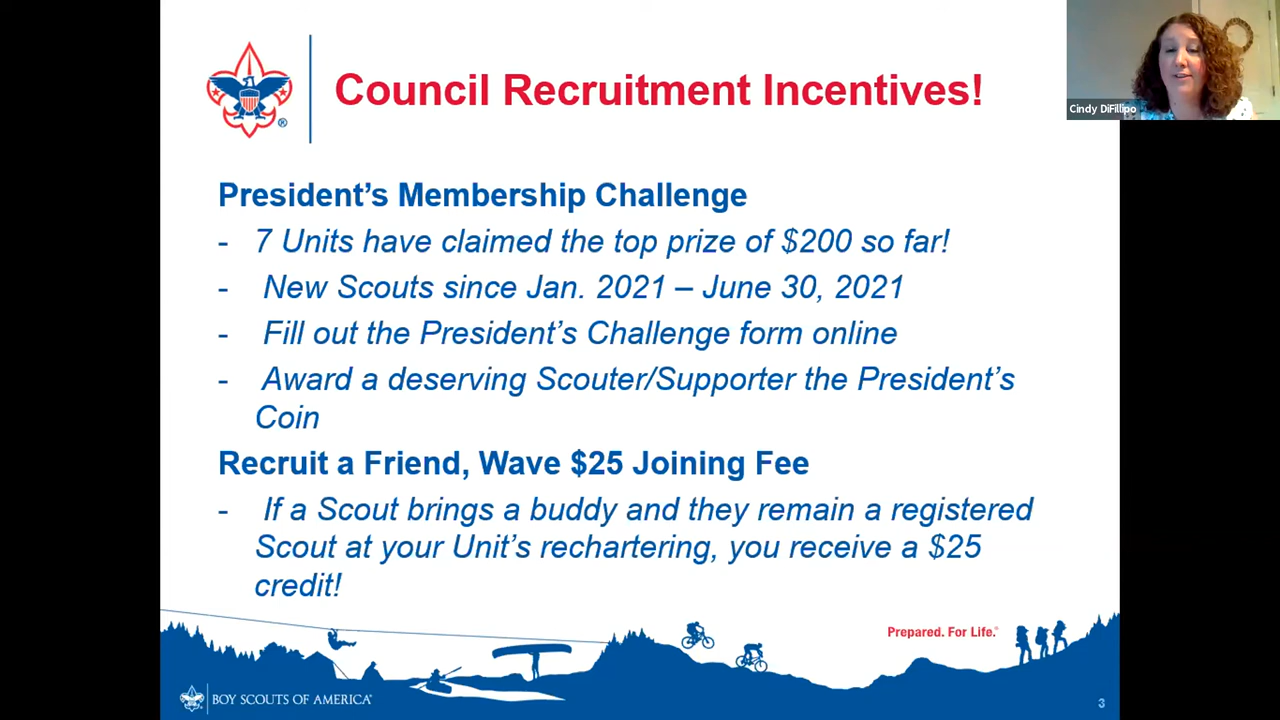 Council Recruitment Incentives!
Cindy DiFillipo
President's Membership Challenge
- 7 Units have claimed the top prize of $200 so far!
- New Scouts since Jan. 2021 – June 30, 2021
- Fill out the President's Challenge form online
- Award a deserving Scouter/Supporter the President's
Coin
Recruit a Friend, Wave $25 Joining Fee
- If a Scout brings a buddy and they remain a registered
Scout at your Unit's rechartering, you receive a $25
credit!
Prepared. For Life.®
BOY SCOUTS OF AMERICA®
3